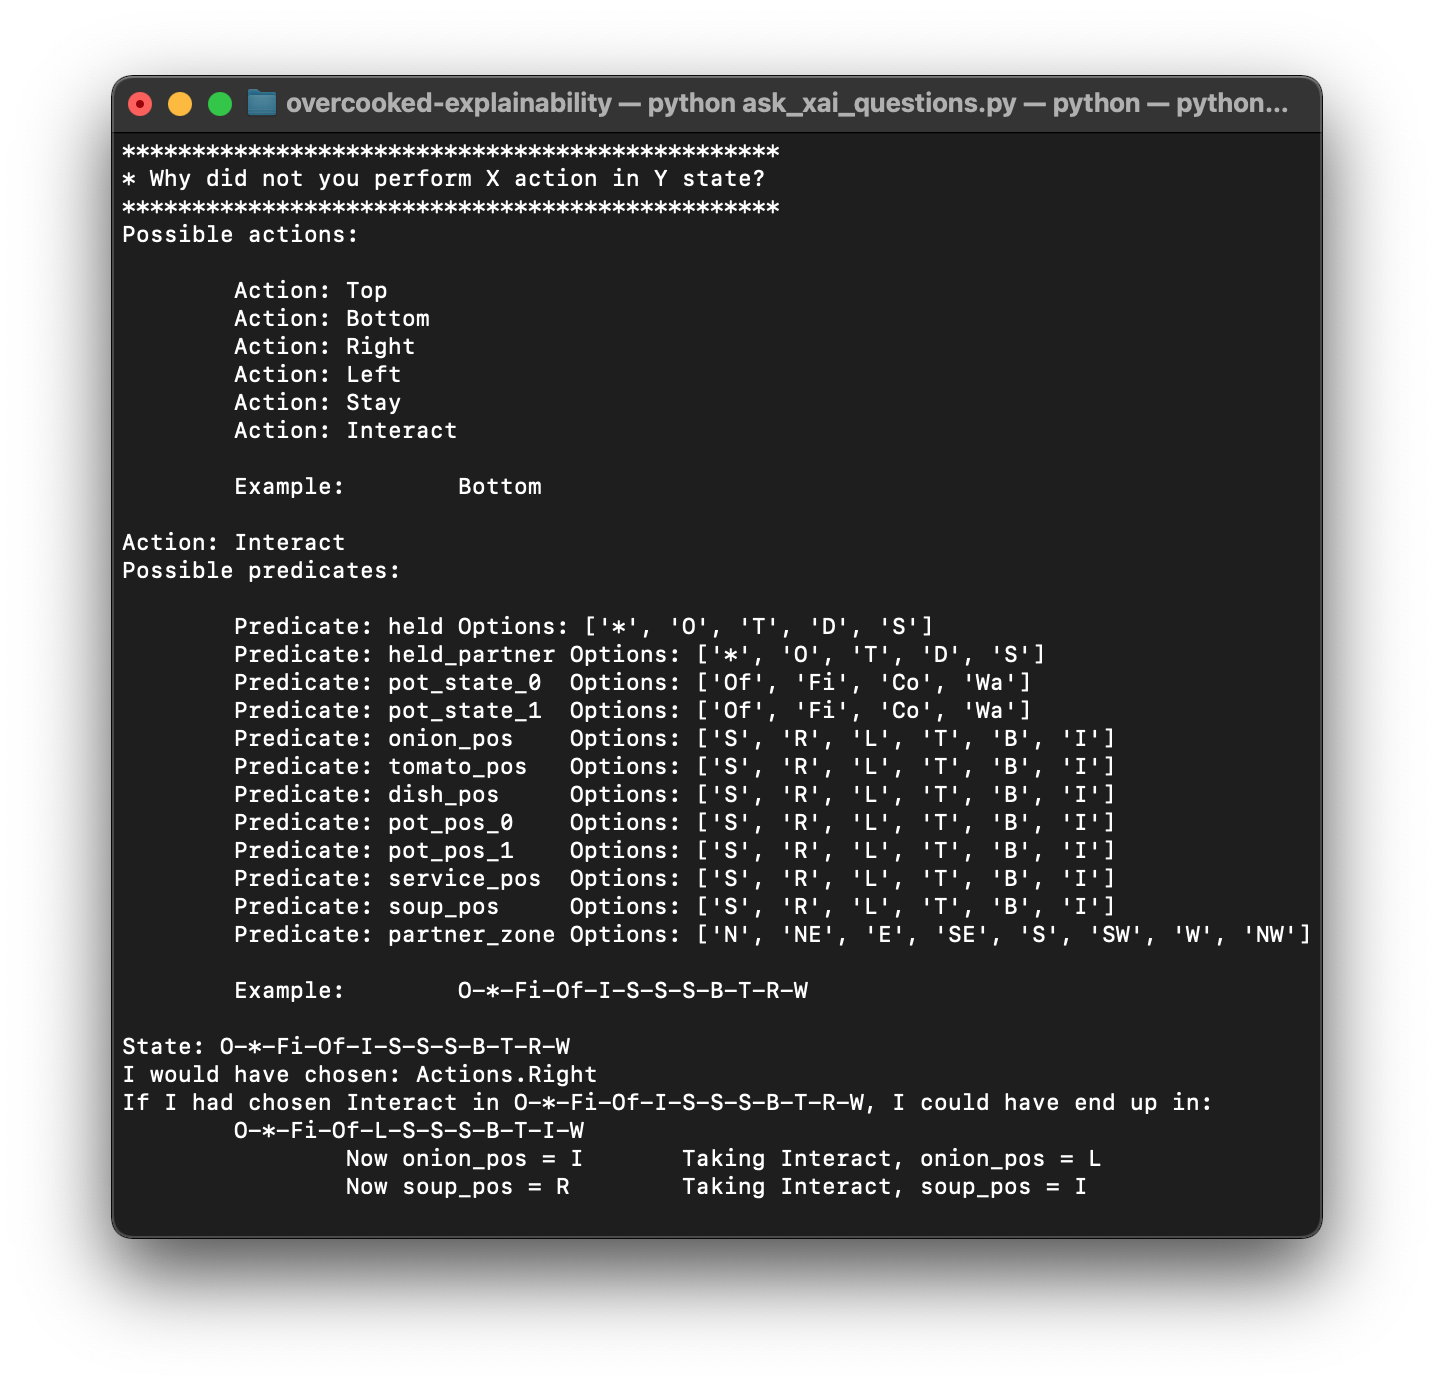 overcooked-explainability — python ask_xai_questions.py — python — python...
***********************************************
* Why did not you perform X action in Y state?
***********************************************
Possible actions:
Action: Top
Action: Bottom
Action: Right
Action: Left
Action: Stay
Action: Interact
Example: Bottom
Action: Interact
Possible predicates:
Predicate: held Options: ['*', 'O', 'T', 'D', 'S']
Predicate: held_partner Options: ['*', 'O', 'T', 'D', 'S']
Predicate: pot_state_0 Options: ['Of', 'Fi', 'Co', 'Wa']
Predicate: pot_state_1 Options: ['Of', 'Fi', 'Co', 'Wa']
Predicate: onion_pos Options: ['S', 'R', 'L', 'T', 'B', 'I']
Predicate: tomato_pos Options: ['S', 'R', 'L', 'T', 'B', 'I']
Predicate: dish_pos Options: ['S', 'R', 'L', 'T', 'B', 'I']
Predicate: pot_pos_0 Options: ['S', 'R', 'L', 'T', 'B', 'I']
Predicate: pot_pos_1 Options: ['S', 'R', 'L', 'T', 'B', 'I']
Predicate: service_pos Options: ['S', 'R', 'L', 'T', 'B', 'I']
Predicate: soup_pos Options: ['S', 'R', 'L', 'T', 'B', 'I']
Predicate: partner_zone Options: ['N', 'NE', 'E', 'SE', 'S', 'SW', 'W', 'NW']
Example: O-*-Fi-Of-I-S-S-S-B-T-R-W
State: O-*-Fi-Of-I-S-S-S-B-T-R-W
I would have chosen: Actions.Right
If I had chosen Interact in O-*-Fi-Of-I-S-S-S-B-T-R-W, I could have end up in:
O-*-Fi-Of-L-S-S-S-B-T-I-W
Now onion_pos = I Taking Interact, onion_pos = L
Now soup_pos = R Taking Interact, soup_pos = I